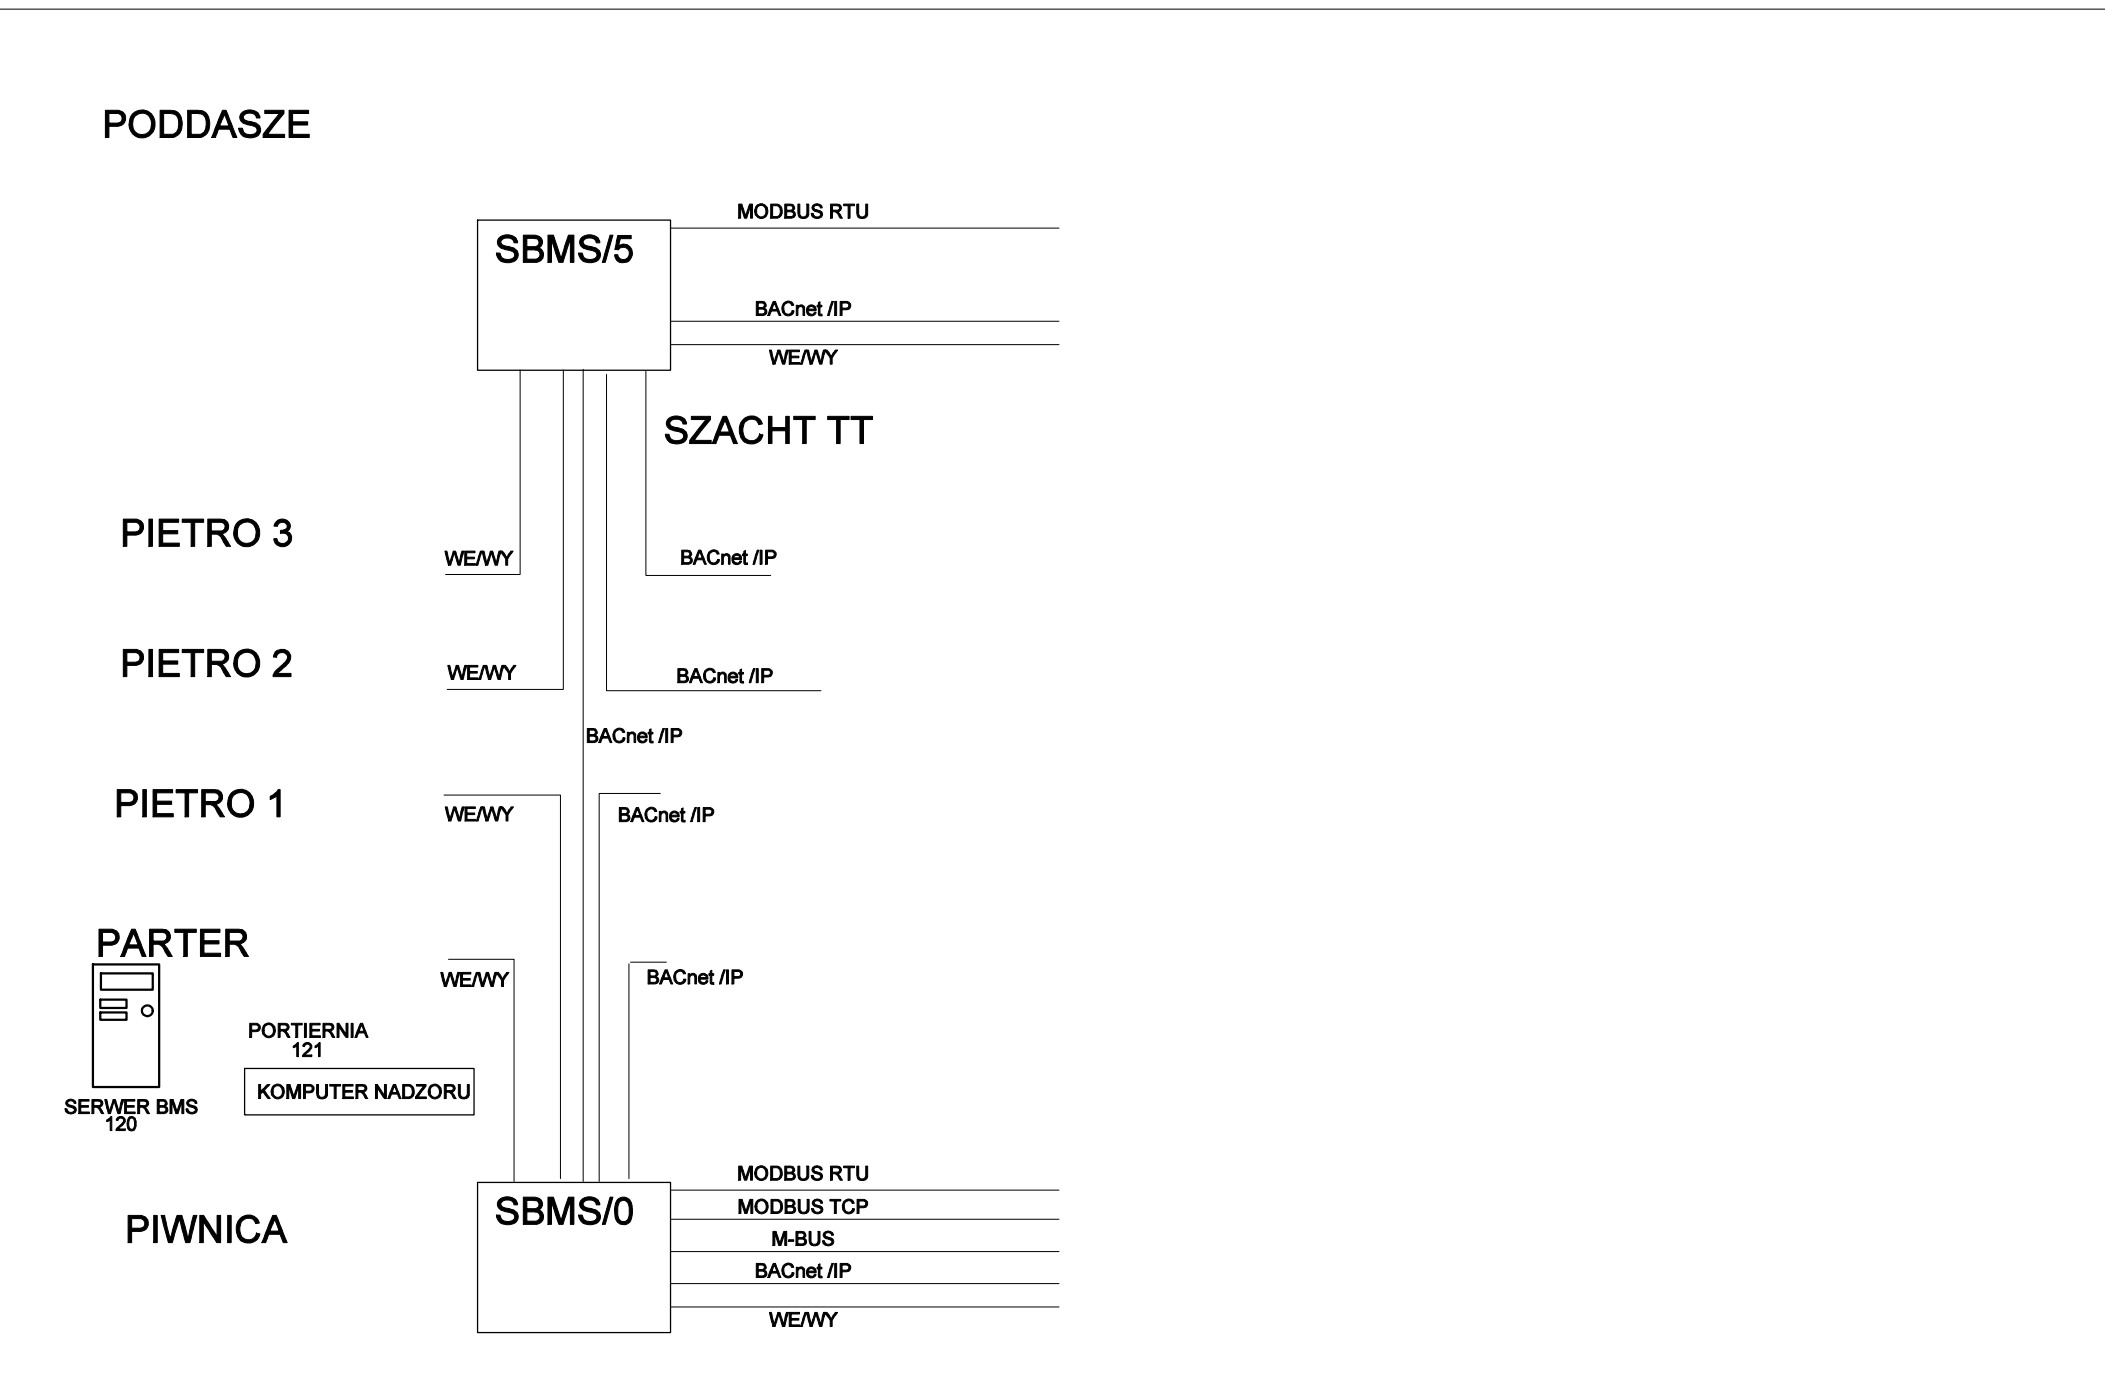 PODDASZE
MODBUS RTU
SBMS/5
BACnet /IP
WE/WY
SZACHT TT
PIETRO 3
WE/WY
BACnet /IP
PIETRO 2
WE/WY
BACnet /IP
BACnet /IP
PIETRO 1
WE/WY
BACnet /IP
PARTER
WE/WY
BACnet /IP
PORTIERNIA
121
KOMPUTER NADZORU
SERWER BMS
120
MODBUS RTU
SBMS/0
MODBUS TCP
PIWNICA
M-BUS
BACnet /IP
WE/WY